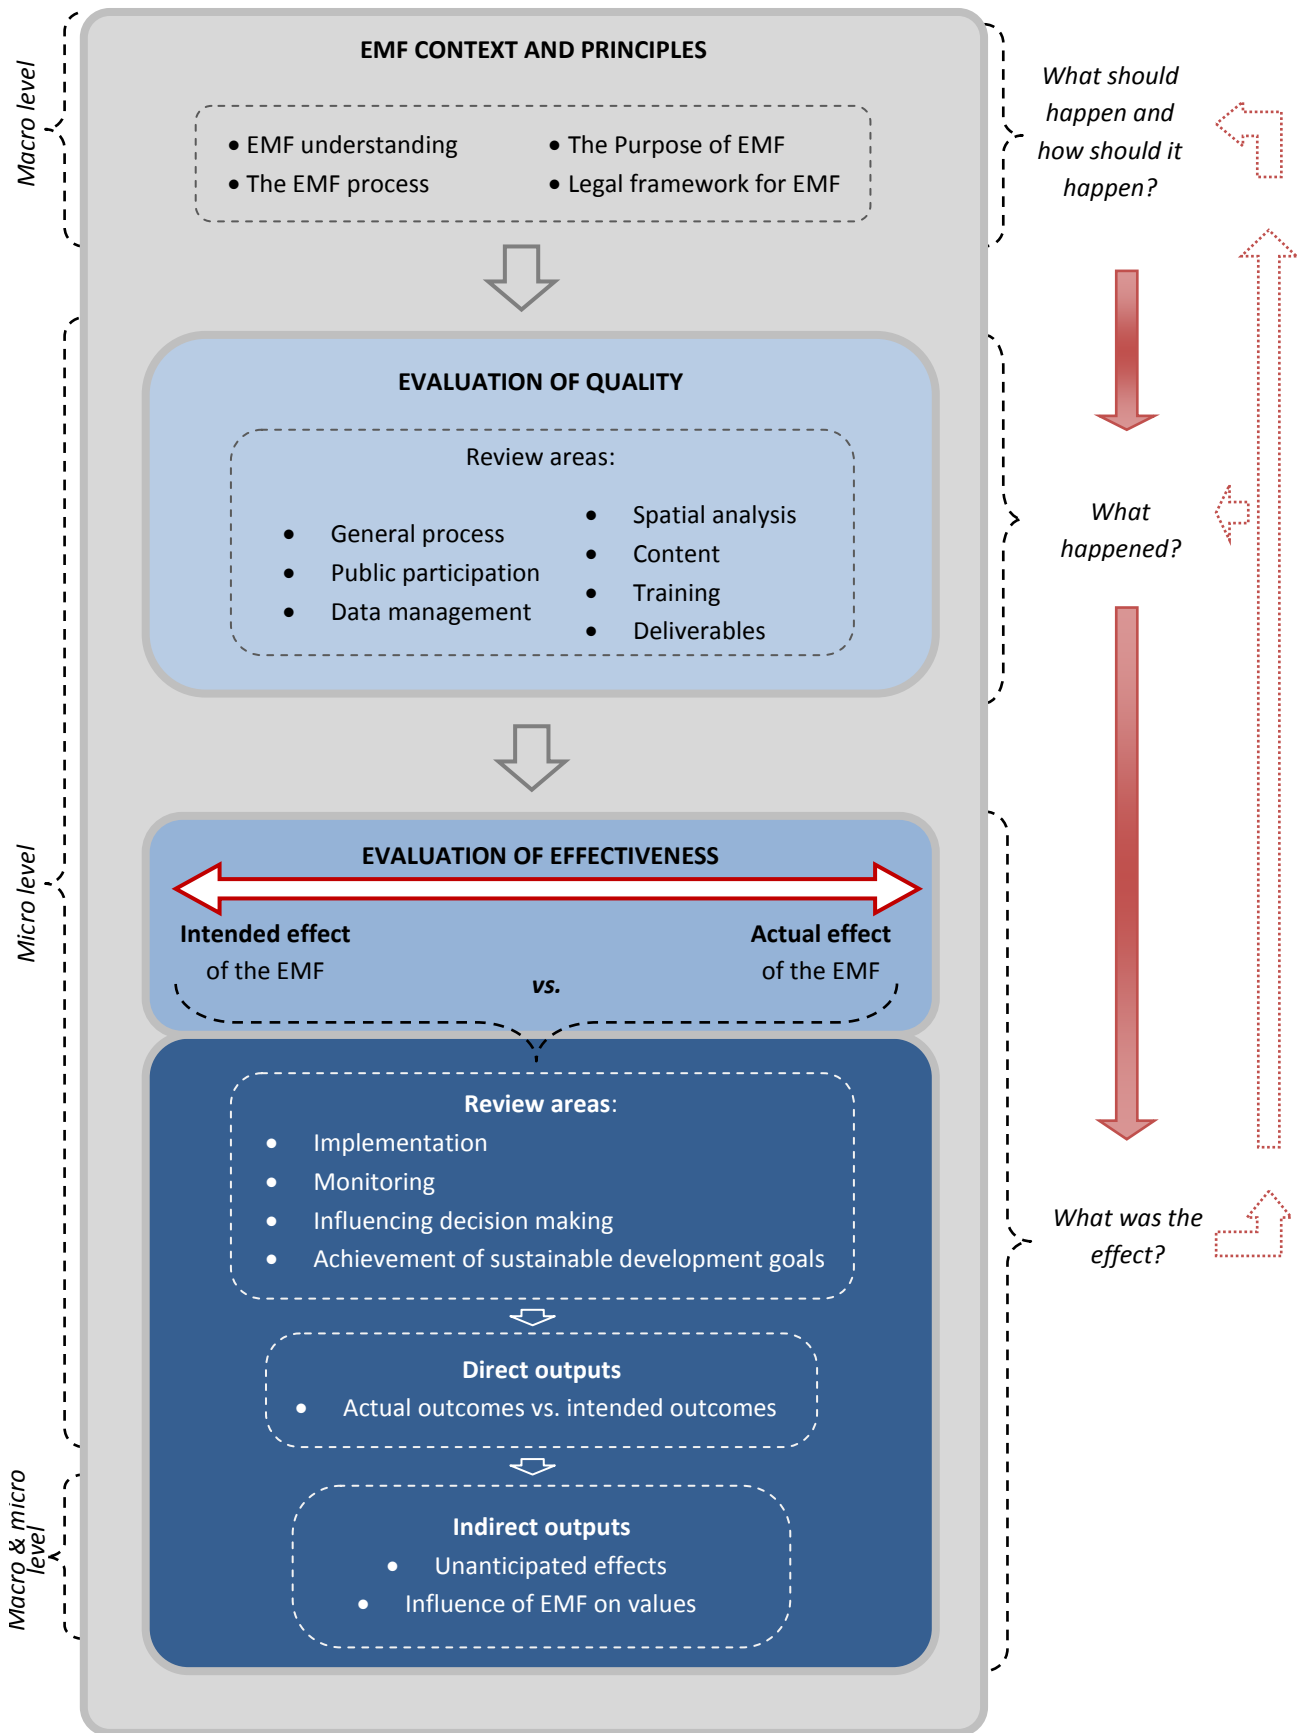 EMF CONTEXT AND PRINCIPLES
Macro level
• EMF understanding
• The EMF process
• The Purpose of EMF
• Legal framework for EMF
What should
happen and
how should it
happen?
Micro level
EVALUATION OF QUALITY
Review areas:
• General process
• Public participation
• Data management
• Spatial analysis
• Content
• Training
• Deliverables
What
happened?
EVALUATION OF EFFECTIVENESS
Intended effect
of the EMF
vs.
Actual effect
of the EMF
Review areas:
• Implementation
• Monitoring
• Influencing decision making
• Achievement of sustainable development goals
What was the
effect?
Direct outputs
• Actual outcomes vs. intended outcomes
Macro & micro
level
Indirect outputs
• Unanticipated effects
• Influence of EMF on values